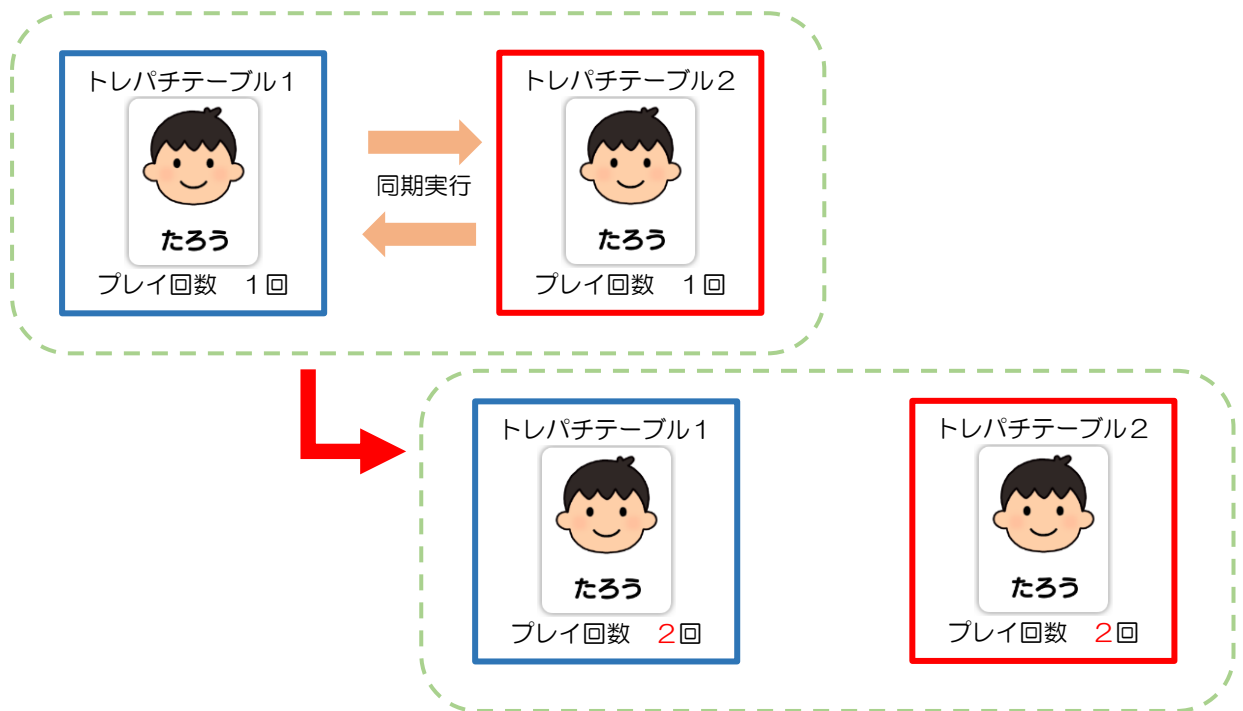 トレパチテーブル１
たろう
プレイ回数　１回
同期実行
トレパチテーブル２
たろう
プレイ回数　１回
トレパチテーブル１
たろう
プレイ回数　２回
トレパチテーブル２
たろう
プレイ回数　２回